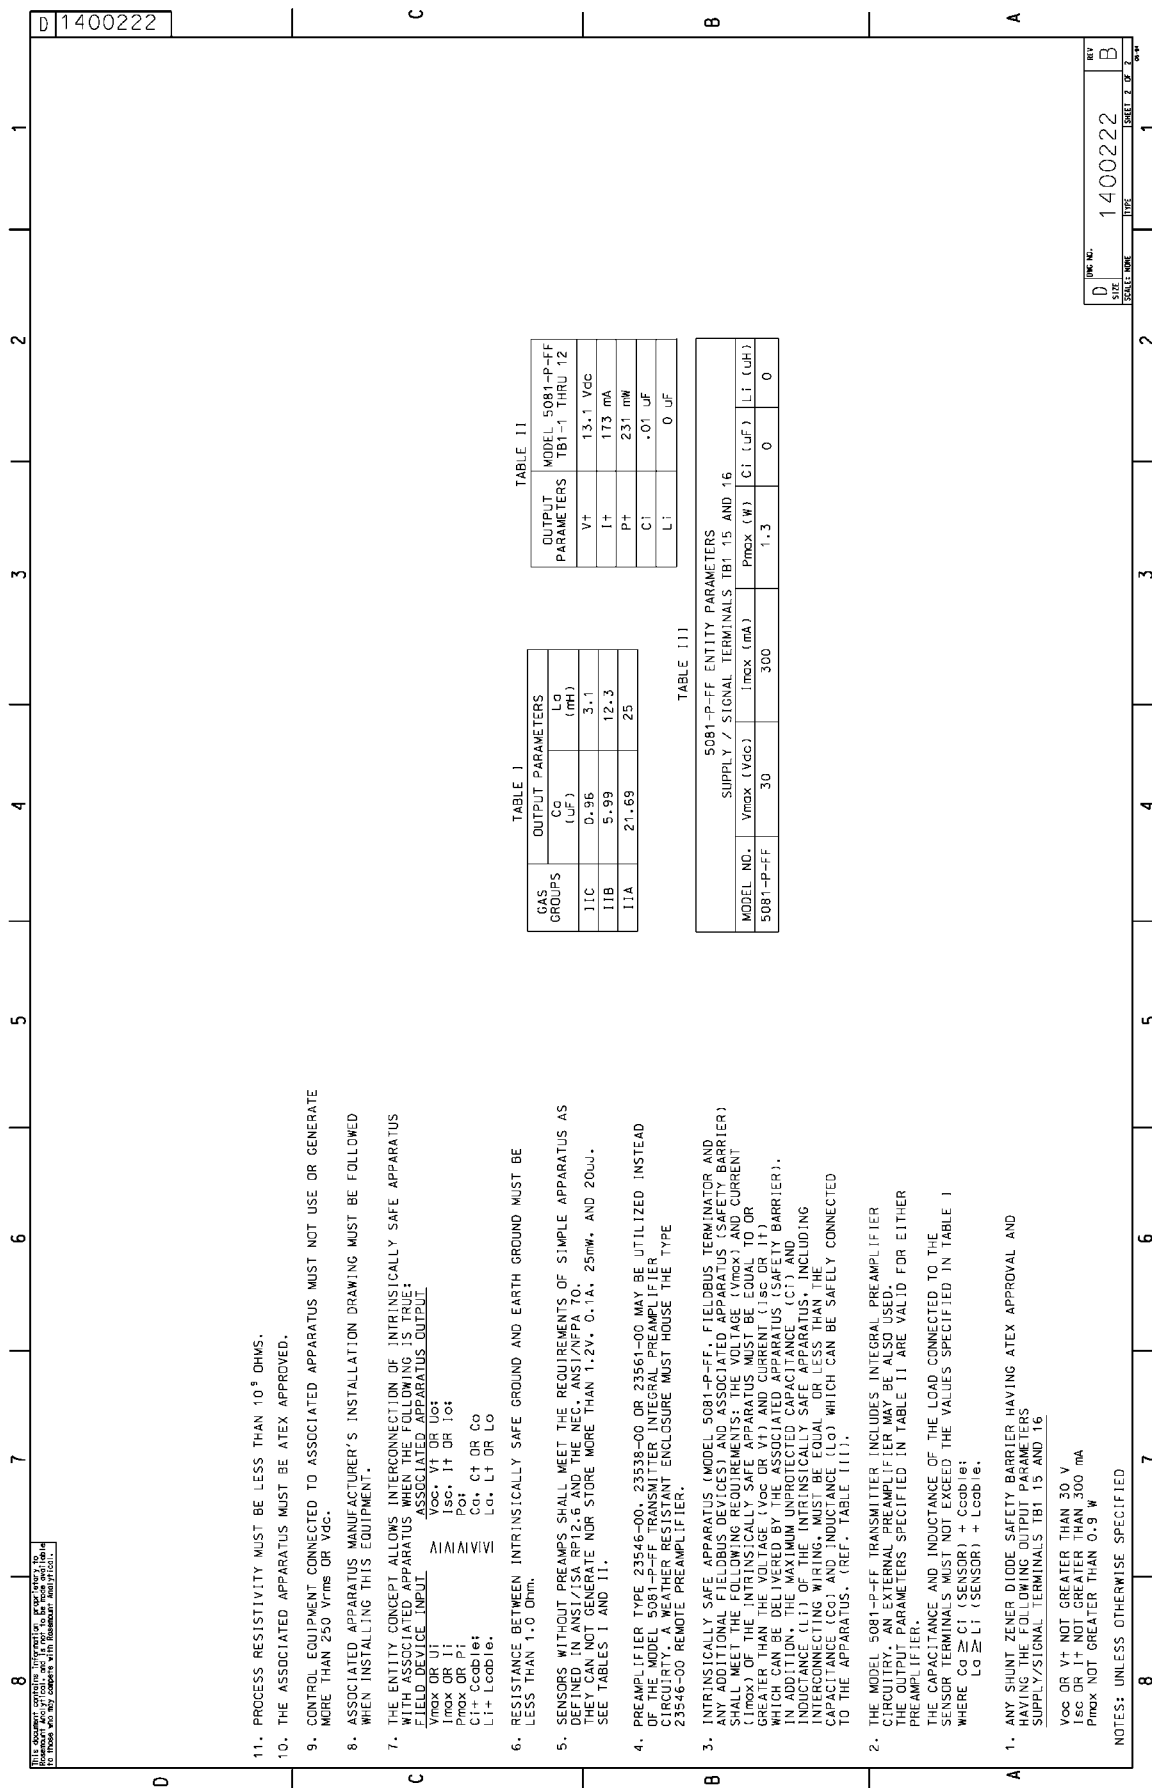 This document contains information proprietary to
Rosemount Analytical, and is not to be made available
to those who may compete with Rosemount Analytical.
D 1400222
8 7 6 5 4 3 2 1
D
C
B
A
11. PROCESS RESISTIVITY MUST BE LESS THAN 10⁹ OHMS.
10. THE ASSOCIATED APPARATUS MUST BE ATEX APPROVED.
9. CONTROL EQUIPMENT CONNECTED TO ASSOCIATED APPARATUS MUST NOT USE OR GENERATE
MORE THAN 250 Vrms OR Vdc.
8. ASSOCIATED APPARATUS MANUFACTURER'S INSTALLATION DRAWING MUST BE FOLLOWED
WHEN INSTALLING THIS EQUIPMENT.
7. THE ENTITY CONCEPT ALLOWS INTERCONNECTION OF INTRINSICALLY SAFE APPARATUS
WITH ASSOCIATED APPARATUS WHEN THE FOLLOWING IS TRUE:
FIELD DEVICE INPUT ASSOCIATED APPARATUS OUTPUT
Vmax OR Ui ≥ Voc, Vt OR Uo;
Imax OR Ii ≥ Isc, It OR Io;
Pmax OR Pi ≥ Po;
Ci+ Ccable; ≤ Ca, Ct OR Co
Li+ Lcable. ≤ La, Lt OR Lo
6. RESISTANCE BETWEEN INTRINSICALLY SAFE GROUND AND EARTH GROUND MUST BE
LESS THAN 1.0 Ohm.
5. SENSORS WITHOUT PREAMPS SHALL MEET THE REQUIREMENTS OF SIMPLE APPARATUS AS
DEFINED IN ANSI/ISA RP12.6 AND THE NEC, ANSI/NFPA 70.
THEY CAN NOT GENERATE NOR STORE MORE THAN 1.2V, 0.1A, 25mW, AND 20uJ.
SEE TABLES I AND II.
4. PREAMPLIFIER TYPE 23546-00, 23538-00 OR 23561-00 MAY BE UTILIZED INSTEAD
OF THE MODEL 5081-P-FF TRANSMITTER INTEGRAL PREAMPLIFIER
CIRCUIRTY. A WEATHER RESISTANT ENCLOSURE MUST HOUSE THE TYPE
23546-00 REMOTE PREAMPLIFIER.
3. INTRINSICALLY SAFE APPARATUS (MODEL 5081-P-FF, FIELDBUS TERMINATOR AND
ANY ADDITIONAL FIELDBUS DEVICES) AND ASSOCIATED APPARATUS (SAFETY BARRIER)
SHALL MEET THE FOLLOWING REQUIREMENTS: THE VOLTAGE (Vmax) AND CURRENT
(Imax) OF THE INTRINSICALLY SAFE APPARATUS MUST BE EQUAL TO OR
GREATER THAN THE VOLTAGE (Voc OR Vt) AND CURRENT (Isc OR It)
WHICH CAN BE DELIVERED BY THE ASSOCIATED APPARATUS (SAFETY BARRIER).
IN ADDITION, THE MAXIMUM UNPROTECTED CAPACITANCE (Ci) AND
INDUCTANCE (Li) OF THE INTRINSICALLY SAFE APPARATUS, INCLUDING
INTERCONNECTING WIRING, MUST BE EQUAL OR LESS THAN THE
CAPACITANCE (Ca) AND INDUCTANCE (La) WHICH CAN BE SAFELY CONNECTED
TO THE APPARATUS. (REF. TABLE III).
2. THE MODEL 5081-P-FF TRANSMITTER INCLUDES INTEGRAL PREAMPLIFIER
CIRCUITRY. AN EXTERNAL PREAMPLIFIER MAY BE ALSO USED.
THE OUTPUT PARAMETERS SPECIFIED IN TABLE II ARE VALID FOR EITHER
PREAMPLIFIER.
THE CAPACITANCE AND INDUCTANCE OF THE LOAD CONNECTED TO THE
SENSOR TERMINALS MUST NOT EXCEED THE VALUES SPECIFIED IN TABLE I
WHERE Ca ≥ Ci (SENSOR) + Ccable;
La ≥ Li (SENSOR) + Lcable.
1. ANY SHUNT ZENER DIODE SAFETY BARRIER HAVING ATEX APPROVAL AND
HAVING THE FOLLOWING OUTPUT PARAMETERS
SUPPLY/SIGNAL TERMINALS TB1 15 AND 16
Voc OR Vt NOT GREATER THAN 30 V
Isc OR It NOT GREATER THAN 300 mA
Pmax NOT GREATER THAN 0.9 W
NOTES: UNLESS OTHERWISE SPECIFIED
TABLE I
GAS GROUPS OUTPUT PARAMETERS
Ca (uF) La (mH)
IIC 0.96 3.1
IIB 5.99 12.3
IIA 21.69 25
TABLE II
OUTPUT PARAMETERS MODEL 5081-P-FF TB1-1 THRU 12
Vt 13.1 Vdc
It 173 mA
Pt 231 mW
Ci .01 uF
Li 0 uF
TABLE III
5081-P-FF ENTITY PARAMETERS
SUPPLY / SIGNAL TERMINALS TB1 15 AND 16
MODEL NO. Vmax (Vdc) Imax (mA) Pmax (W) Ci (uF) Li (uH)
5081-P-FF 30 300 1.3 0 0
D
SIZE
DWG NO.
1400222
REV
B
SCALE: NONE TYPE SHEET 2 OF 2
8 7 6 5 4 3 2 1
D
C
B
A